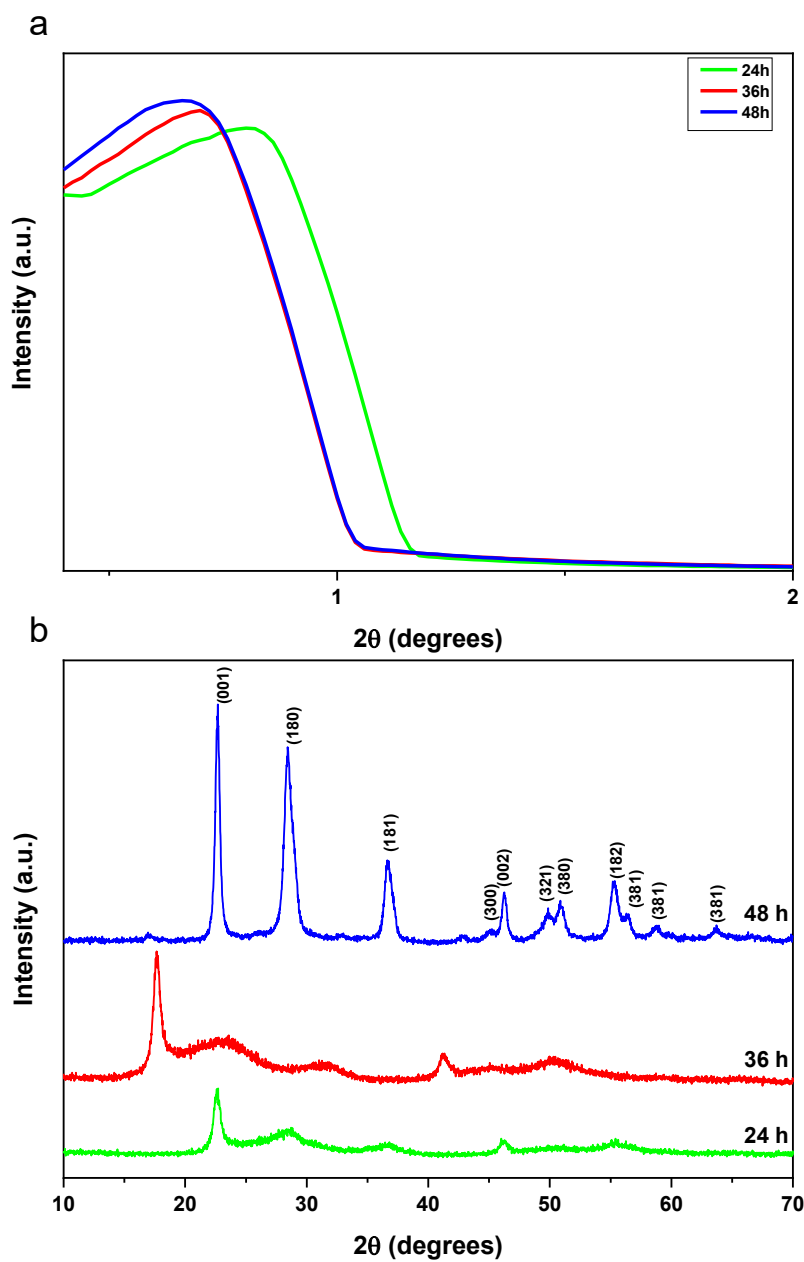 a
24h
36h
48h
Intensity (a.u.)
1
2
2θ (degrees)
b
(001)
(180)
(181)
(300)
(002)
(321)
(380)
(182)
(381)
(381)
(381)
48 h
36 h
24 h
Intensity (a.u.)
10 20 30 40 50 60 70
2θ (degrees)